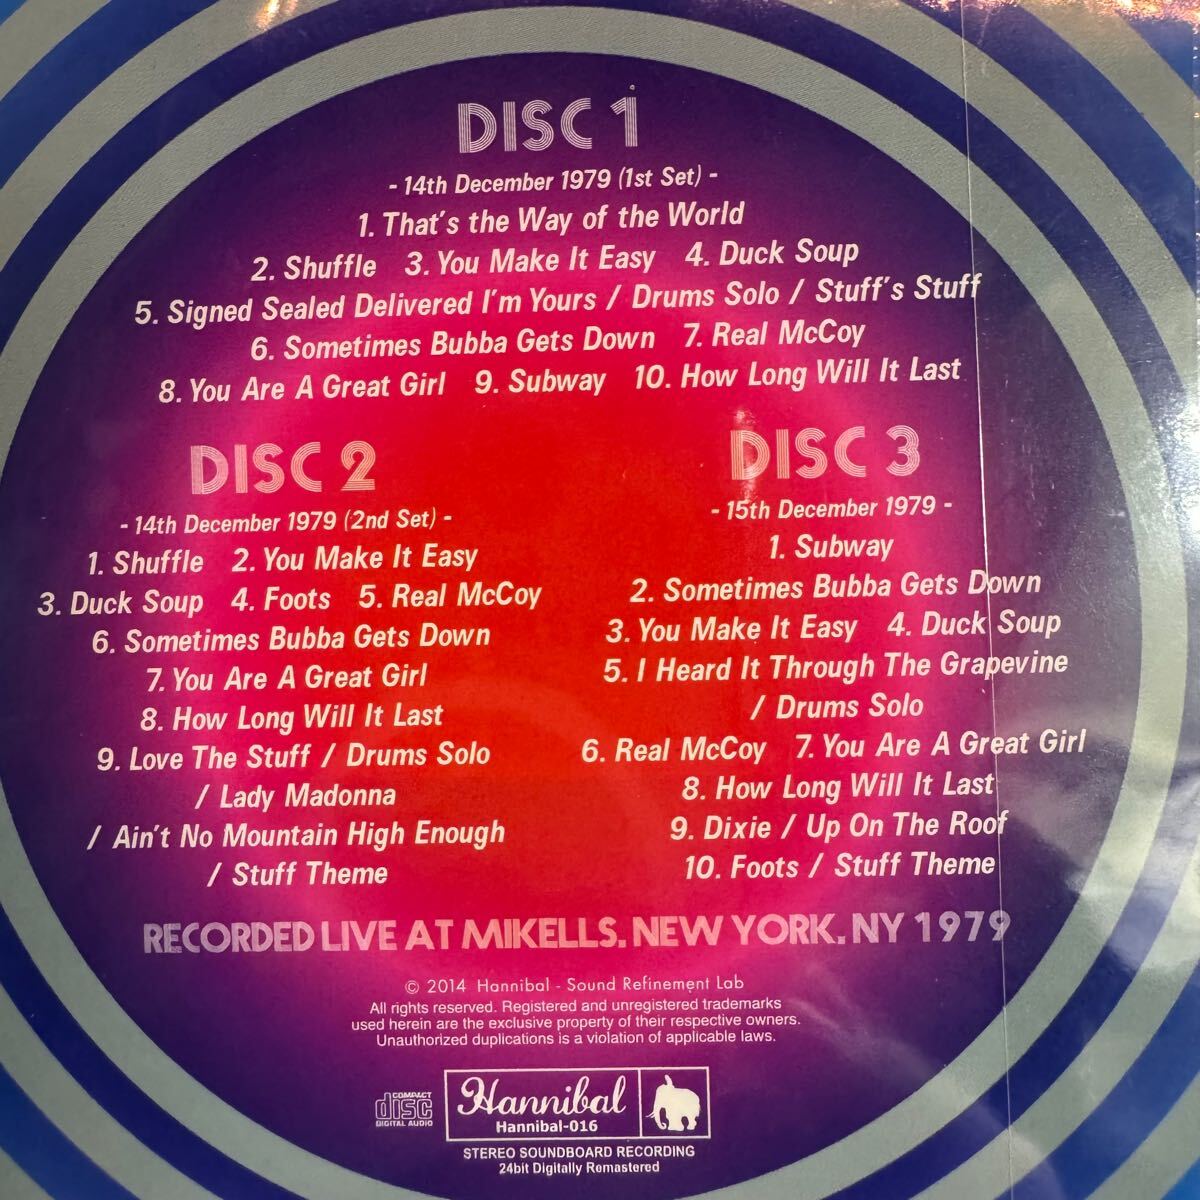 DISC 1
- 14th December 1979 (1st Set) -
1. That's the Way of the World
2. Shuffle 3. You Make It Easy 4. Duck Soup
5. Signed Sealed Delivered I'm Yours / Drums Solo / Stuff's Stuff
6. Sometimes Bubba Gets Down 7. Real McCoy
8. You Are A Great Girl 9. Subway 10. How Long Will It Last
DISC 2
- 14th December 1979 (2nd Set) -
1. Shuffle 2. You Make It Easy
3. Duck Soup 4. Foots 5. Real McCoy
6. Sometimes Bubba Gets Down
7. You Are A Great Girl
8. How Long Will It Last
9. Love The Stuff / Drums Solo
/ Lady Madonna
/ Ain't No Mountain High Enough
/ Stuff Theme
DISC 3
- 15th December 1979 -
1. Subway
2. Sometimes Bubba Gets Down
3. You Make It Easy 4. Duck Soup
5. I Heard It Through The Grapevine
/ Drums Solo
6. Real McCoy 7. You Are A Great Girl
8. How Long Will It Last
9. Dixie / Up On The Roof
10. Foots / Stuff Theme
RECORDED LIVE AT MIKELLS, NEW YORK, NY 1979
© 2014 Hannibal - Sound Refinement Lab
All rights reserved. Registered and unregistered trademarks
used herein are the exclusive property of their respective owners.
Unauthorized duplications is a violation of applicable laws.
COMPACT
disc
DIGITAL AUDIO
Hannibal
Hannibal-016
STEREO SOUNDBOARD RECORDING
24bit Digitally Remastered